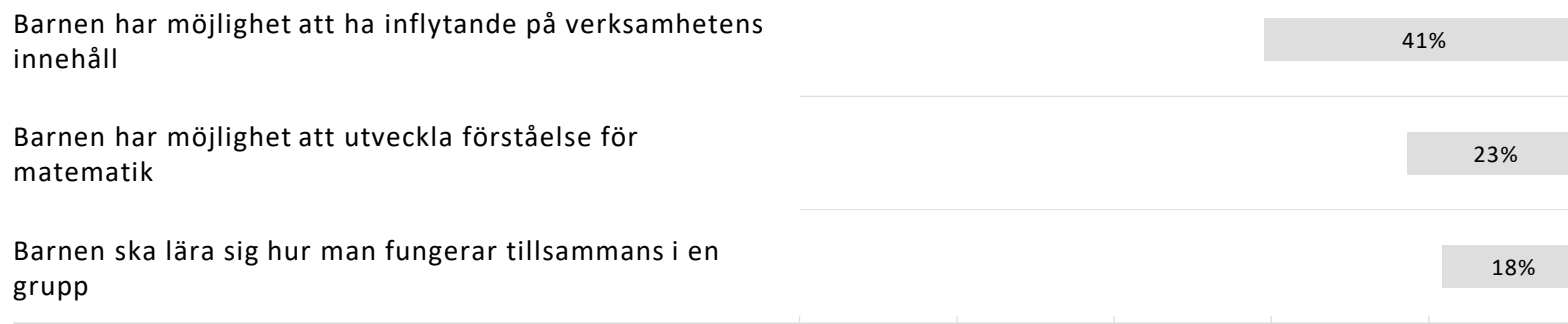 Barnen har möjlighet att ha inflytande på verksamhetens
innehåll
41%
Barnen har möjlighet att utveckla förståelse för
matematik
23%
Barnen ska lära sig hur man fungerar tillsammans i en
grupp
18%